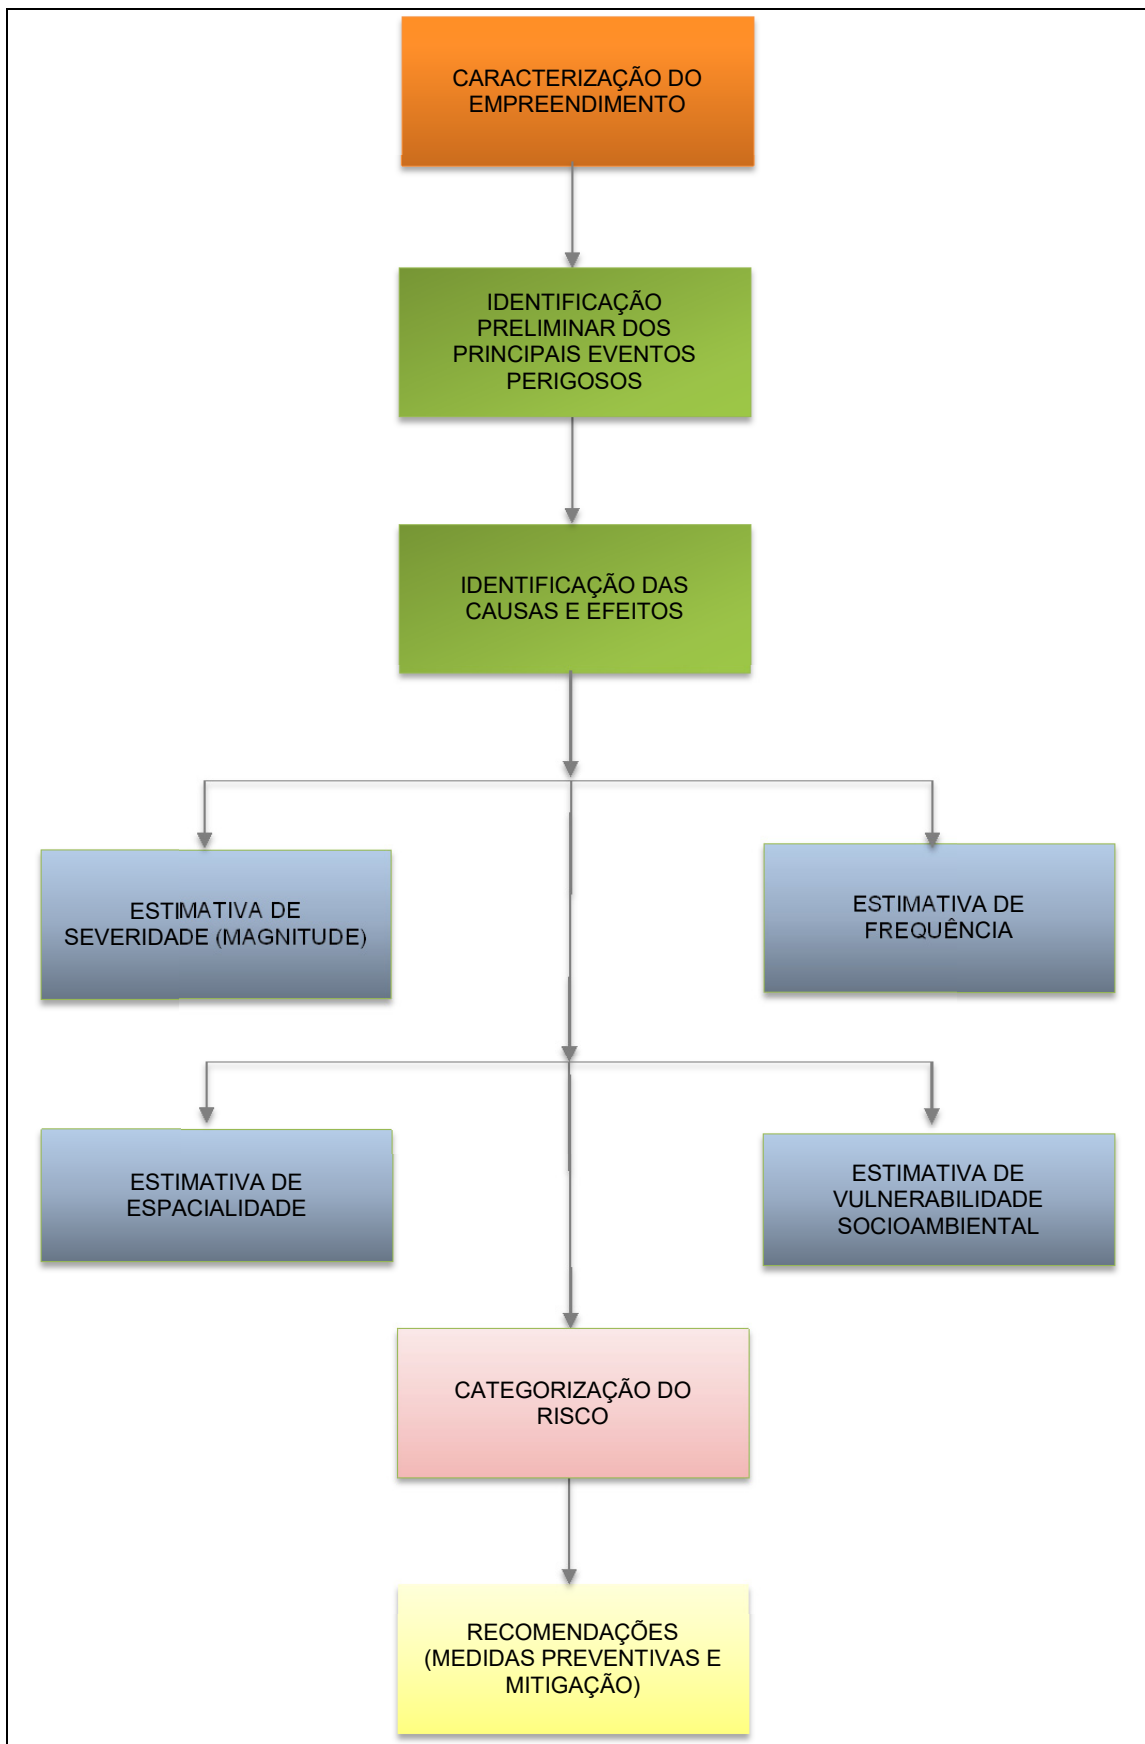 CARACTERIZAÇÃO DO
EMPREENDIMENTO
IDENTIFICAÇÃO
PRELIMINAR DOS
PRINCIPAIS EVENTOS
PERIGOSOS
IDENTIFICAÇÃO DAS
CAUSAS E EFEITOS
ESTIMATIVA DE
SEVERIDADE (MAGNITUDE)
ESTIMATIVA DE
FREQUÊNCIA
ESTIMATIVA DE
ESPACIALIDADE
ESTIMATIVA DE
VULNERABILIDADE
SOCIOAMBIENTAL
CATEGORIZAÇÃO DO
RISCO
RECOMENDAÇÕES
(MEDIDAS PREVENTIVAS E
MITIGAÇÃO)